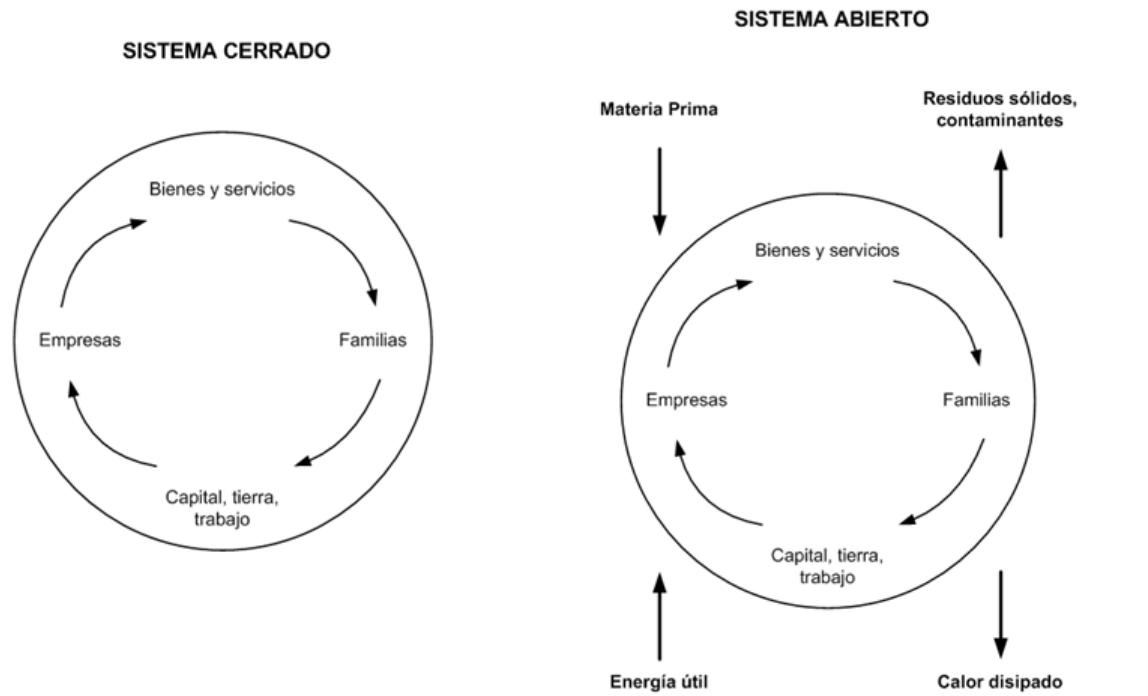 SISTEMA CERRADO
Bienes y servicios
Empresas
Familias
Capital, tierra,
trabajo
SISTEMA ABIERTO
Materia Prima
Residuos sólidos,
contaminantes
Bienes y servicios
Empresas
Familias
Capital, tierra,
trabajo
Energía útil
Calor disipado